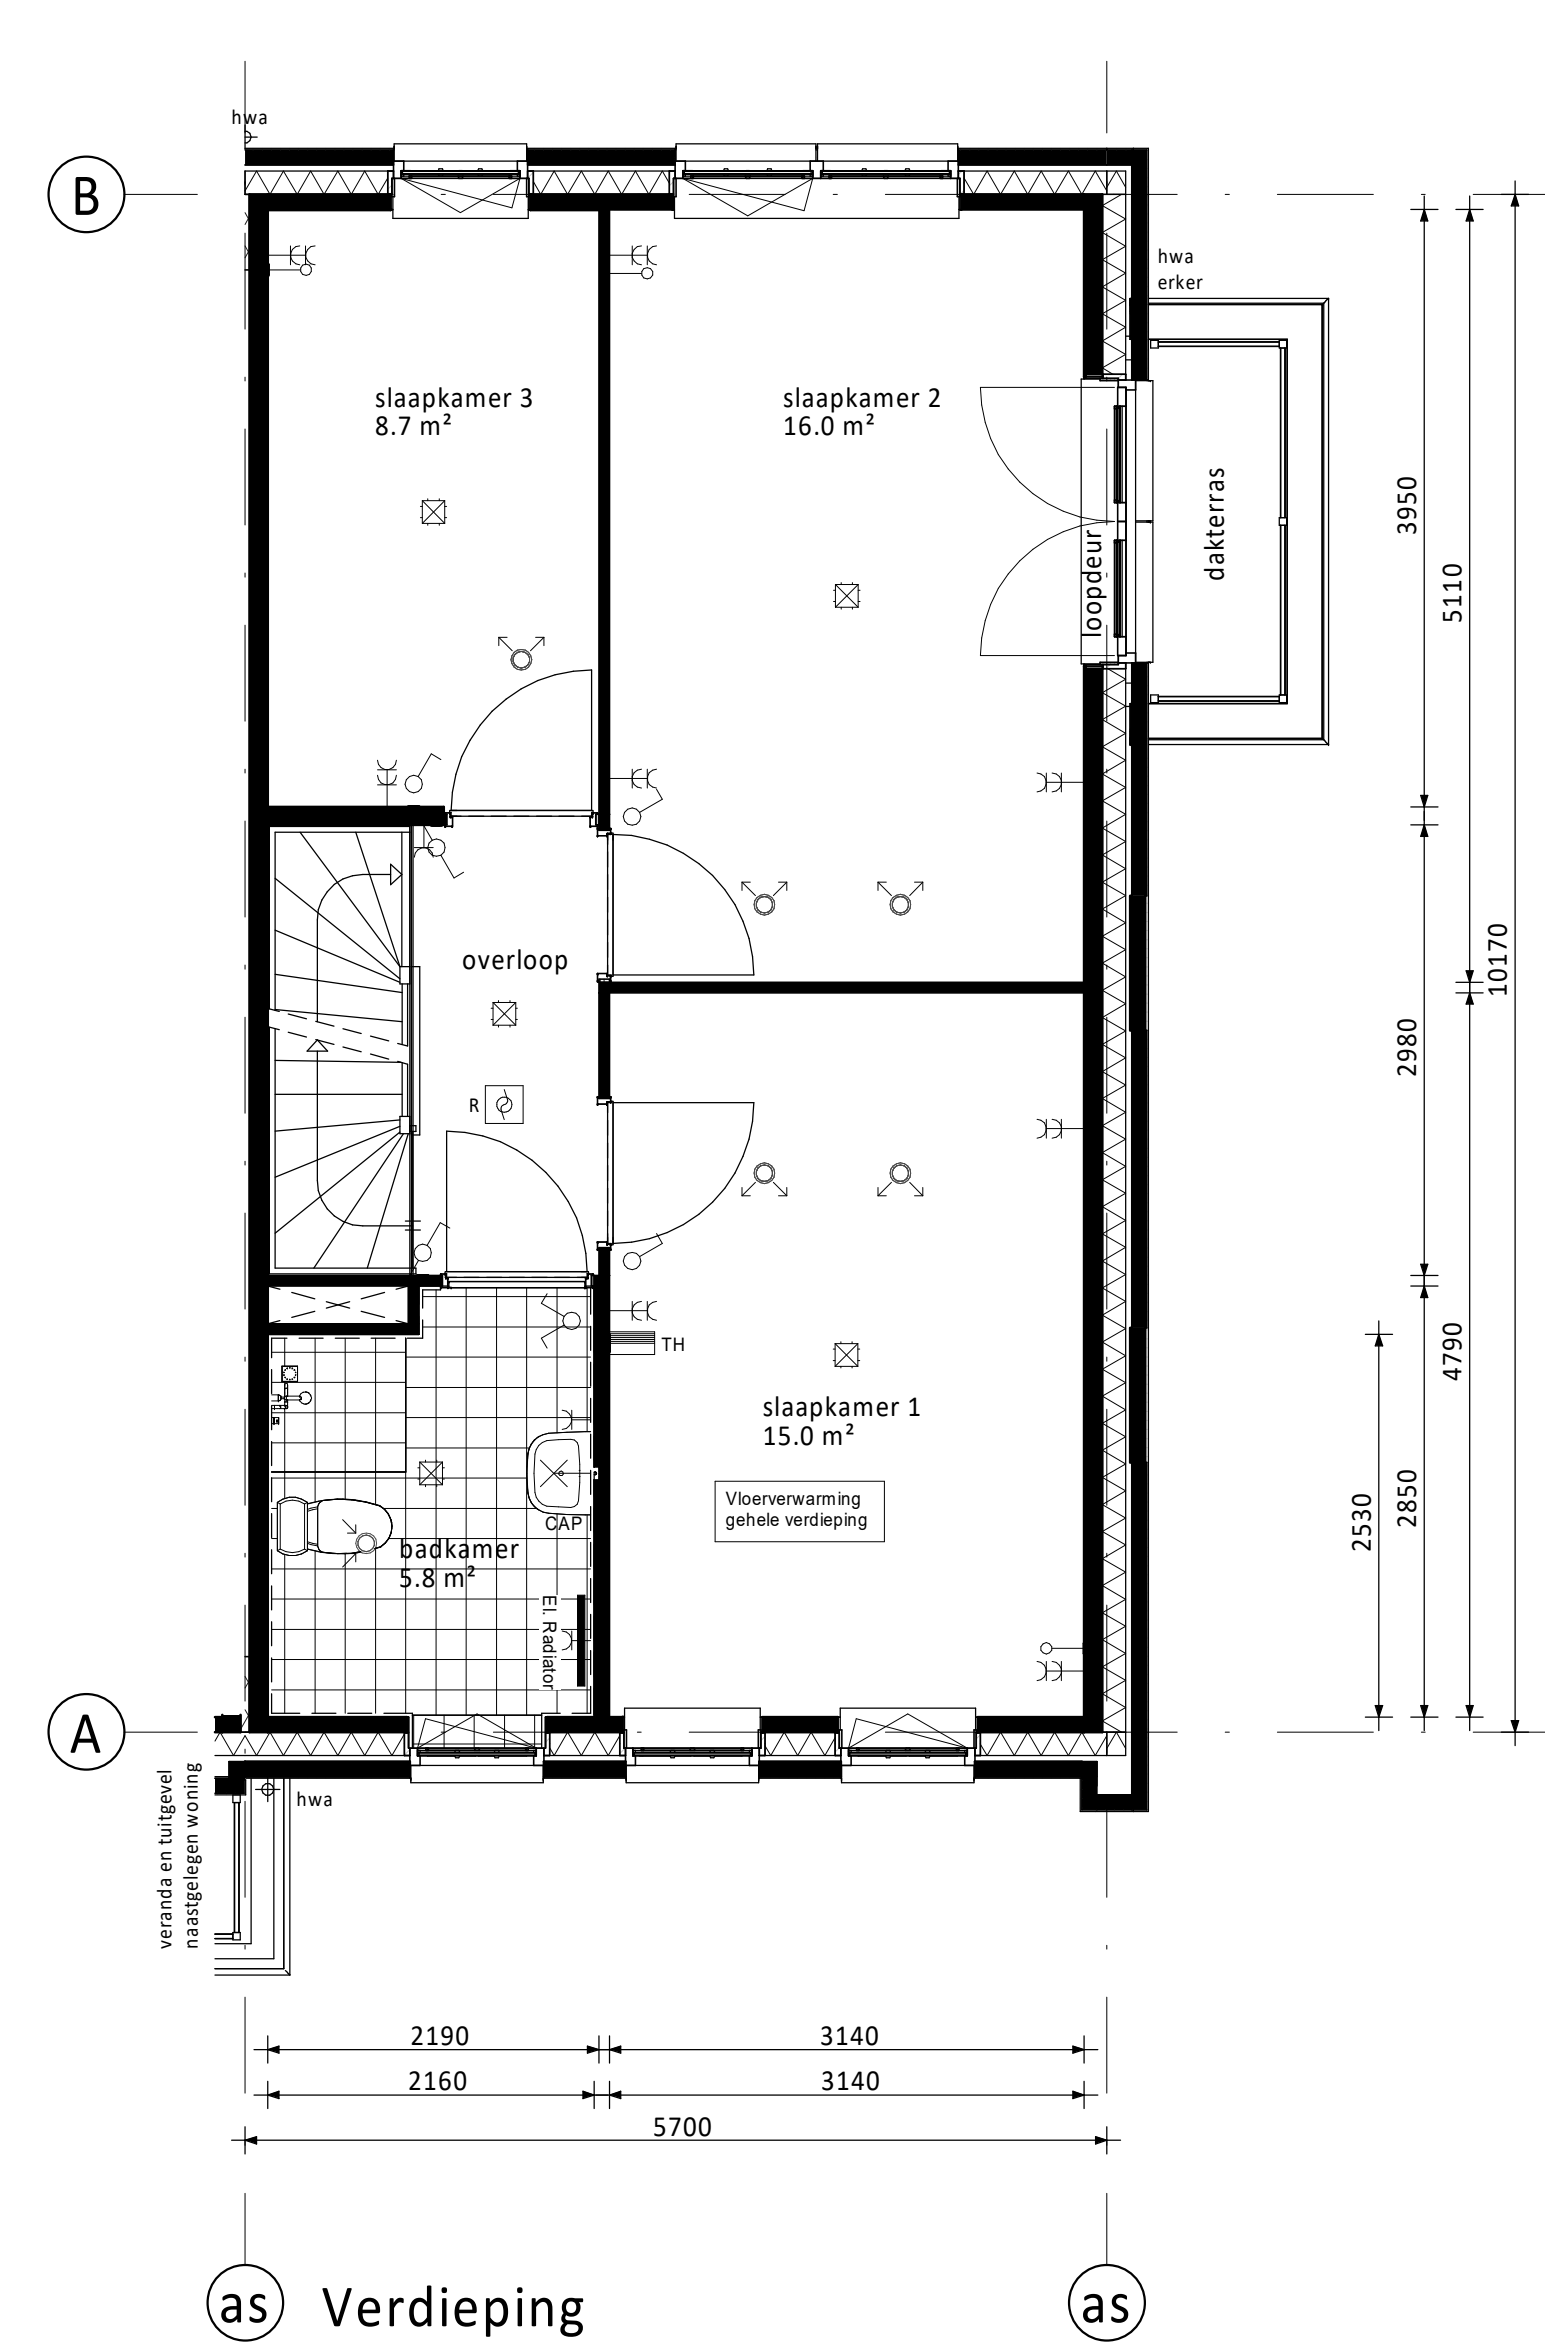 hwa
B
hwa
erker
slaapkamer 3
8.7 m²
slaapkamer 2
16.0 m²
loopdeur
dakterras
3950
5110
10170
overloop
2980
R
TH
slaapkamer 1
15.0 m²
4790
Vloerverwarming
gehele verdieping
2850
2530
CAP
badkamer
5.8 m²
El. Radiator
A
veranda en tuitgevel
naastgelegen woning
hwa
2190
3140
2160
3140
5700
as
Verdieping
as